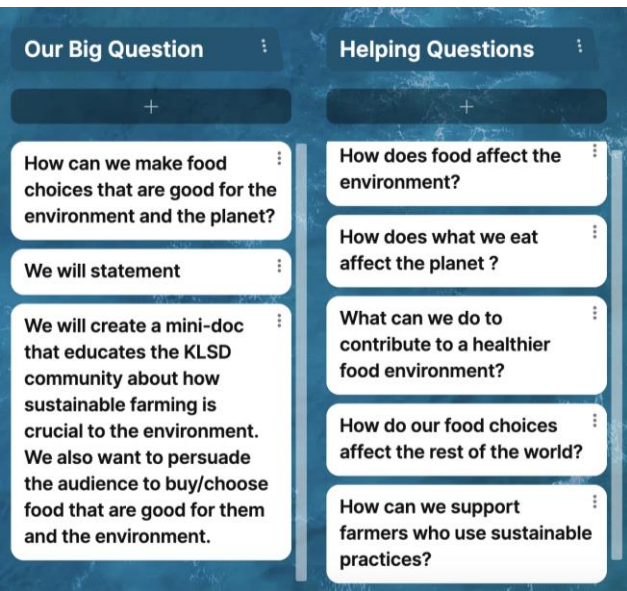 Our Big Question
How can we make food
choices that are good for the
environment and the planet?
We will statement
We will create a mini-doc
that educates the KLSD
community about how
sustainable farming is
crucial to the environment.
We also want to persuade
the audience to buy/choose
food that are good for them
and the environment.
Helping Questions
How does food affect the
environment?
How does what we eat
affect the planet ?
What can we do to
contribute to a healthier
food environment?
How do our food choices
affect the rest of the world?
How can we support
farmers who use sustainable
practices?